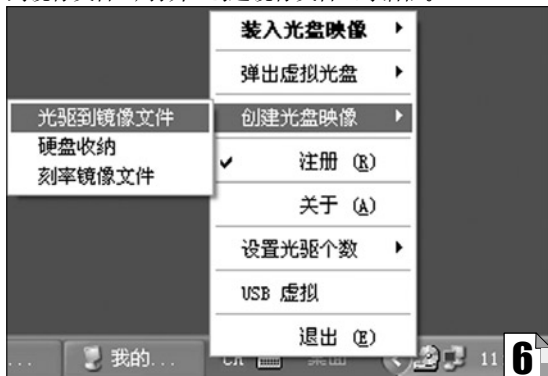 装入光盘映像
弹出虚拟光盘
创建光盘映像
光驱到镜像文件
硬盘收纳
刻率镜像文件
注册 (R)
关于 (A)
设置光驱个数
USB 虚拟
退出 (E)
... 我的...
11
6